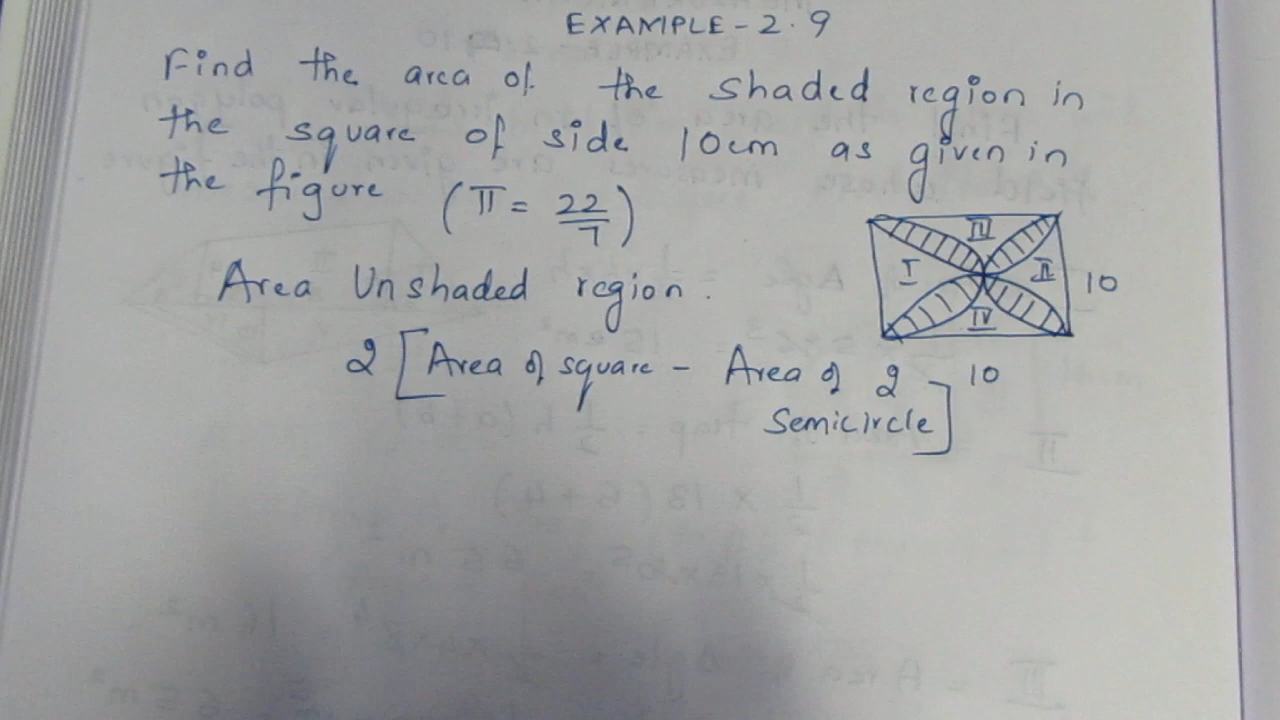 EXAMPLE - 2.9
Find the area of the shaded region in
the square of side 10cm as given in
the figure (π = 22/7)
III
I
II
10
IV
Area Unshaded region.
2 [Area of square - Area of 2
10
Semicircle]